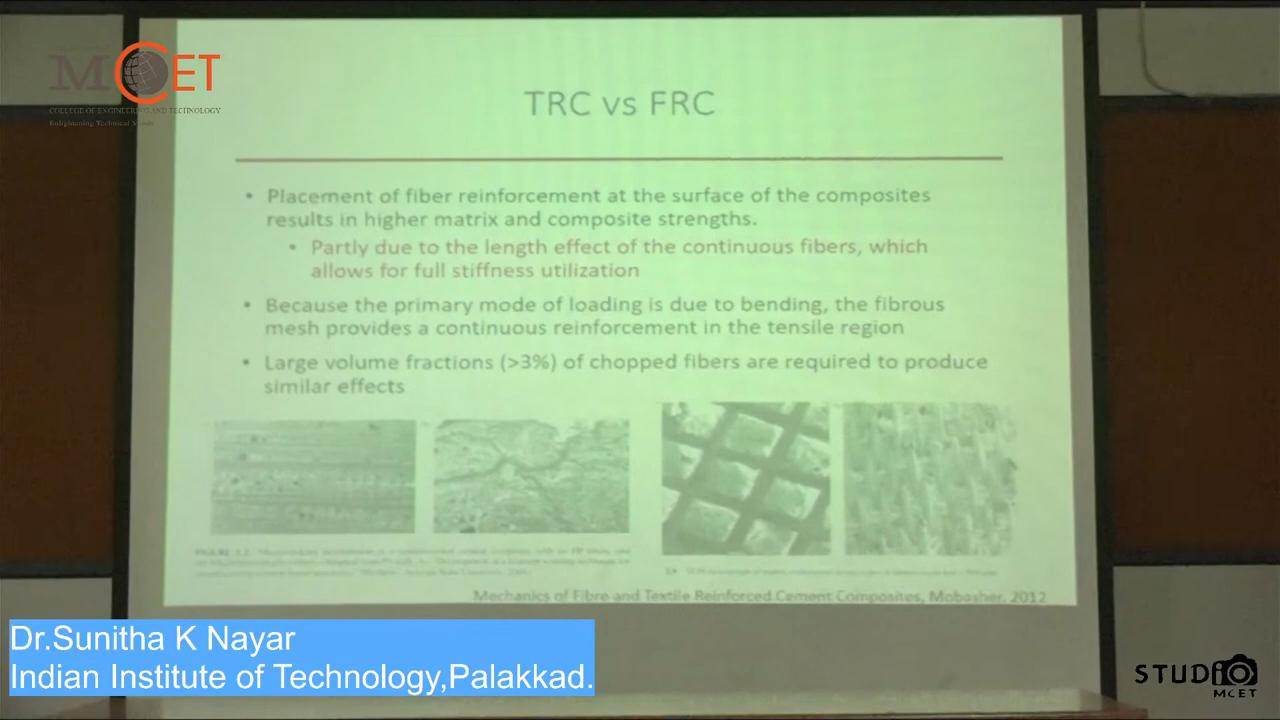 MCET
COLLEGE OF ENGINEERING AND TECHNOLOGY
Enlightening Technical Minds
TRC vs FRC
• Placement of fiber reinforcement at the surface of the composites
results in higher matrix and composite strengths.
• Partly due to the length effect of the continuous fibers, which
allows for full stiffness utilization
• Because the primary mode of loading is due to bending, the fibrous
mesh provides a continuous reinforcement in the tensile region
• Large volume fractions (>3%) of chopped fibers are required to produce
similar effects
Mechanics of Fibre and Textile Reinforced Cement Composites, Mobasher. 2012
Dr.Sunitha K Nayar
Indian Institute of Technology,Palakkad.
STUDIO
MCET